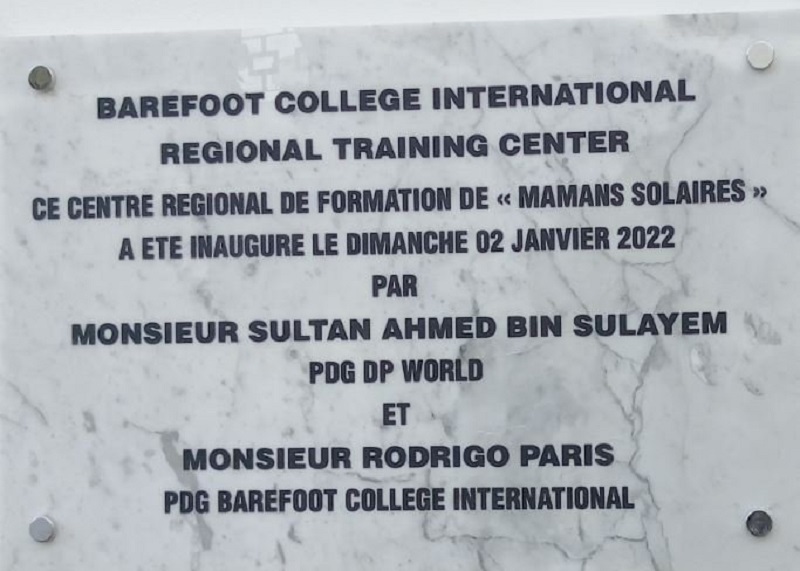 BAREFOOT COLLEGE INTERNATIONAL
REGIONAL TRAINING CENTER
CE CENTRE REGIONAL DE FORMATION DE « MAMANS SOLAIRES »
A ETE INAUGURE LE DIMANCHE 02 JANVIER 2022
PAR
MONSIEUR SULTAN AHMED BIN SULAYEM
PDG DP WORLD
ET
MONSIEUR RODRIGO PARIS
PDG BAREFOOT COLLEGE INTERNATIONAL